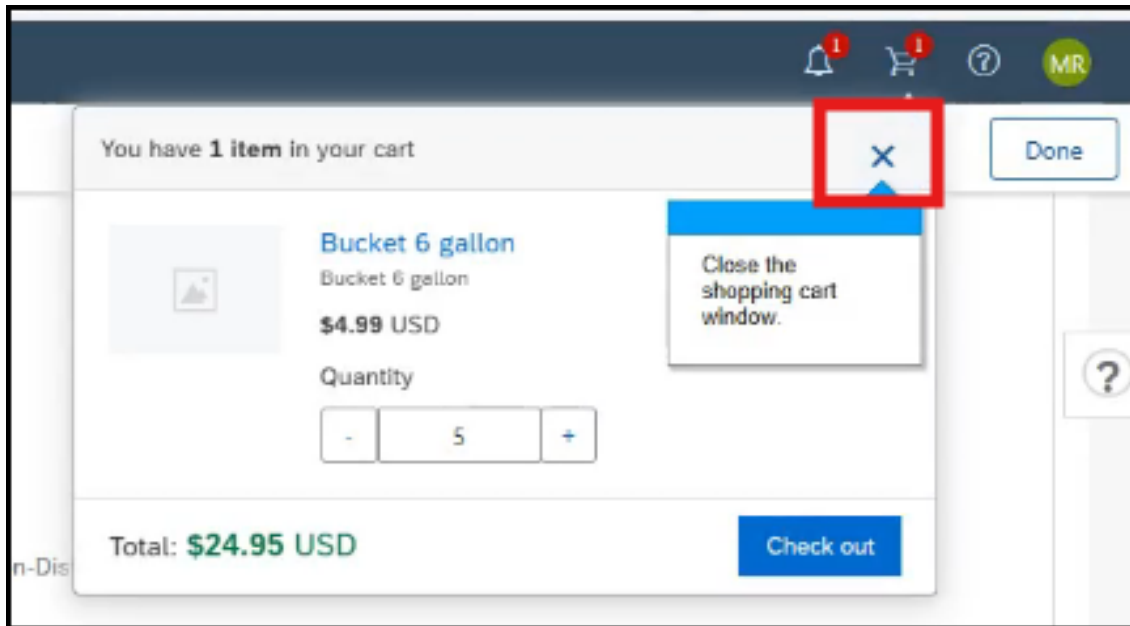 1
1
?
MR
You have 1 item in your cart
Done
Bucket 6 gallon
Bucket 6 gallon
$4.99 USD
Close the
shopping cart
window.
Quantity
?
- 5 +
Total: $24.95 USD
Check out
n-Dis